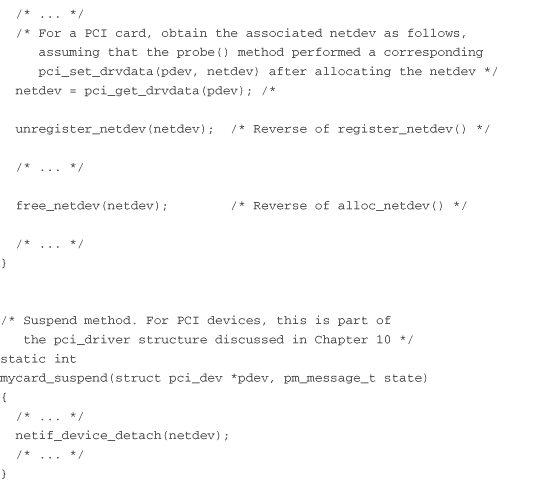 /* ... */
/* For a PCI card, obtain the associated netdev as follows,
assuming that the probe() method performed a corresponding
pci_set_drvdata(pdev, netdev) after allocating the netdev */
netdev = pci_get_drvdata(pdev); /*
unregister_netdev(netdev);  /* Reverse of register_netdev() */
/* ... */
free_netdev(netdev);        /* Reverse of alloc_netdev() */
/* ... */
}
/* Suspend method. For PCI devices, this is part of
the pci_driver structure discussed in Chapter 10 */
static int
mycard_suspend(struct pci_dev *pdev, pm_message_t state)
{
/* ... */
netif_device_detach(netdev);
/* ... */
}